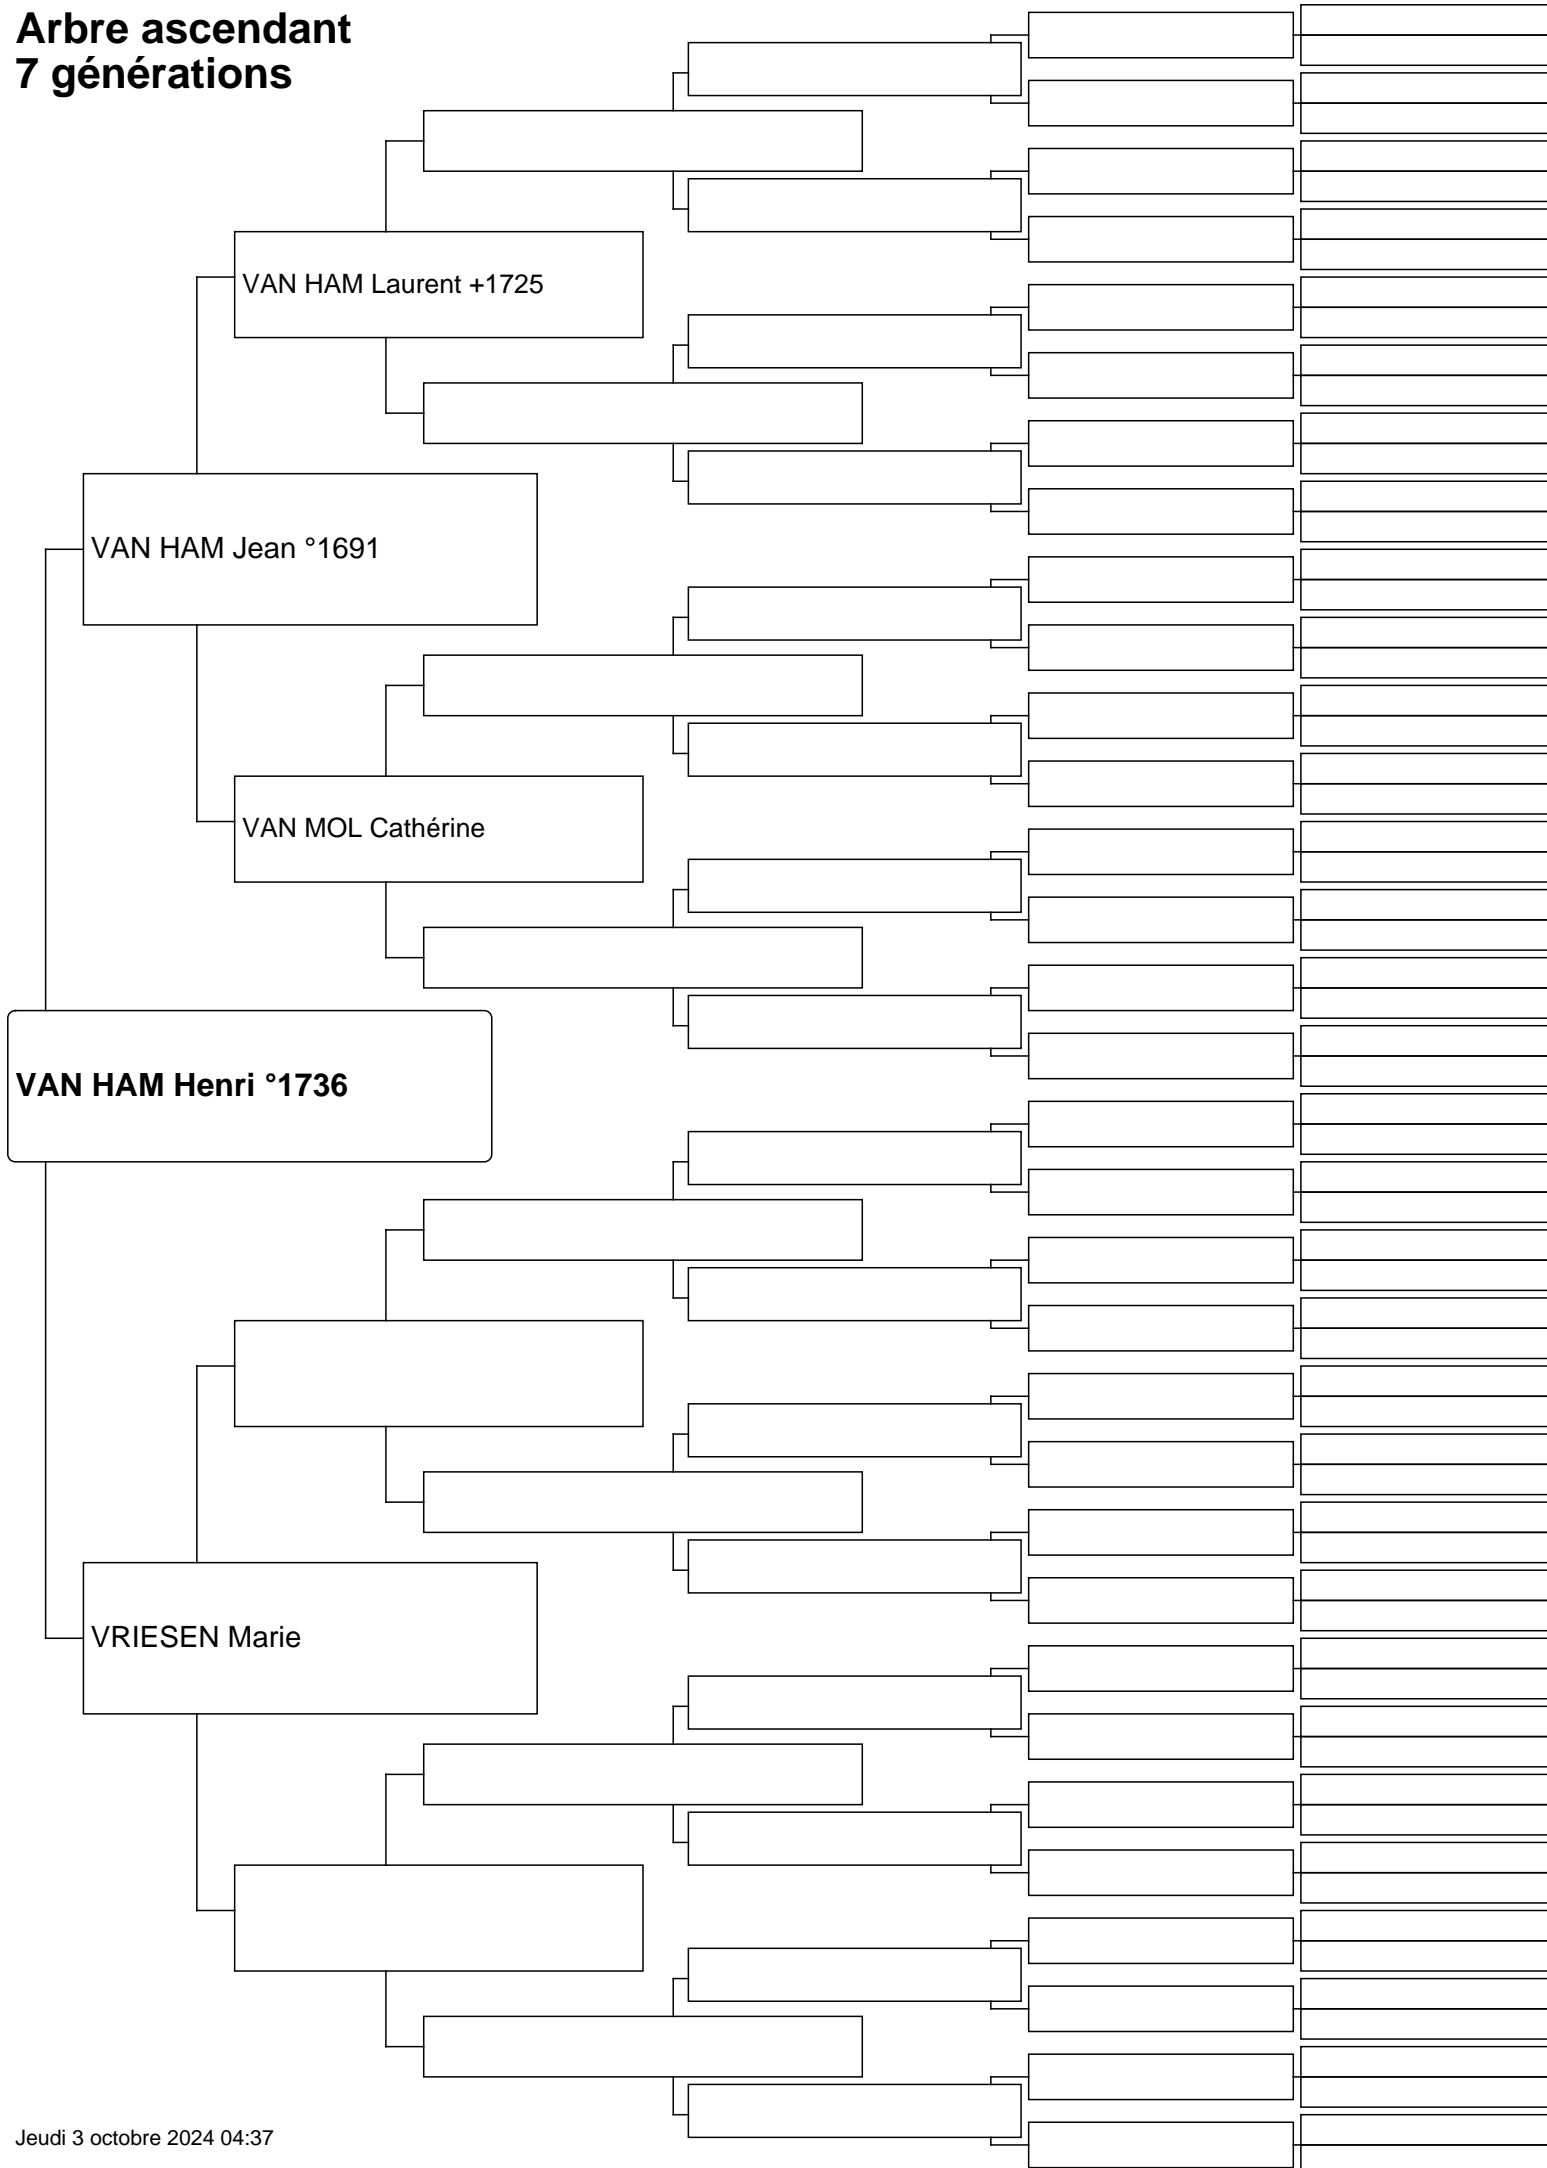 Arbre ascendant
7 générations
VAN HAM Laurent +1725
VAN HAM Jean °1691
VAN MOL Cathérine
VAN HAM Henri °1736
VRIESEN Marie
Jeudi 3 octobre 2024 04:37